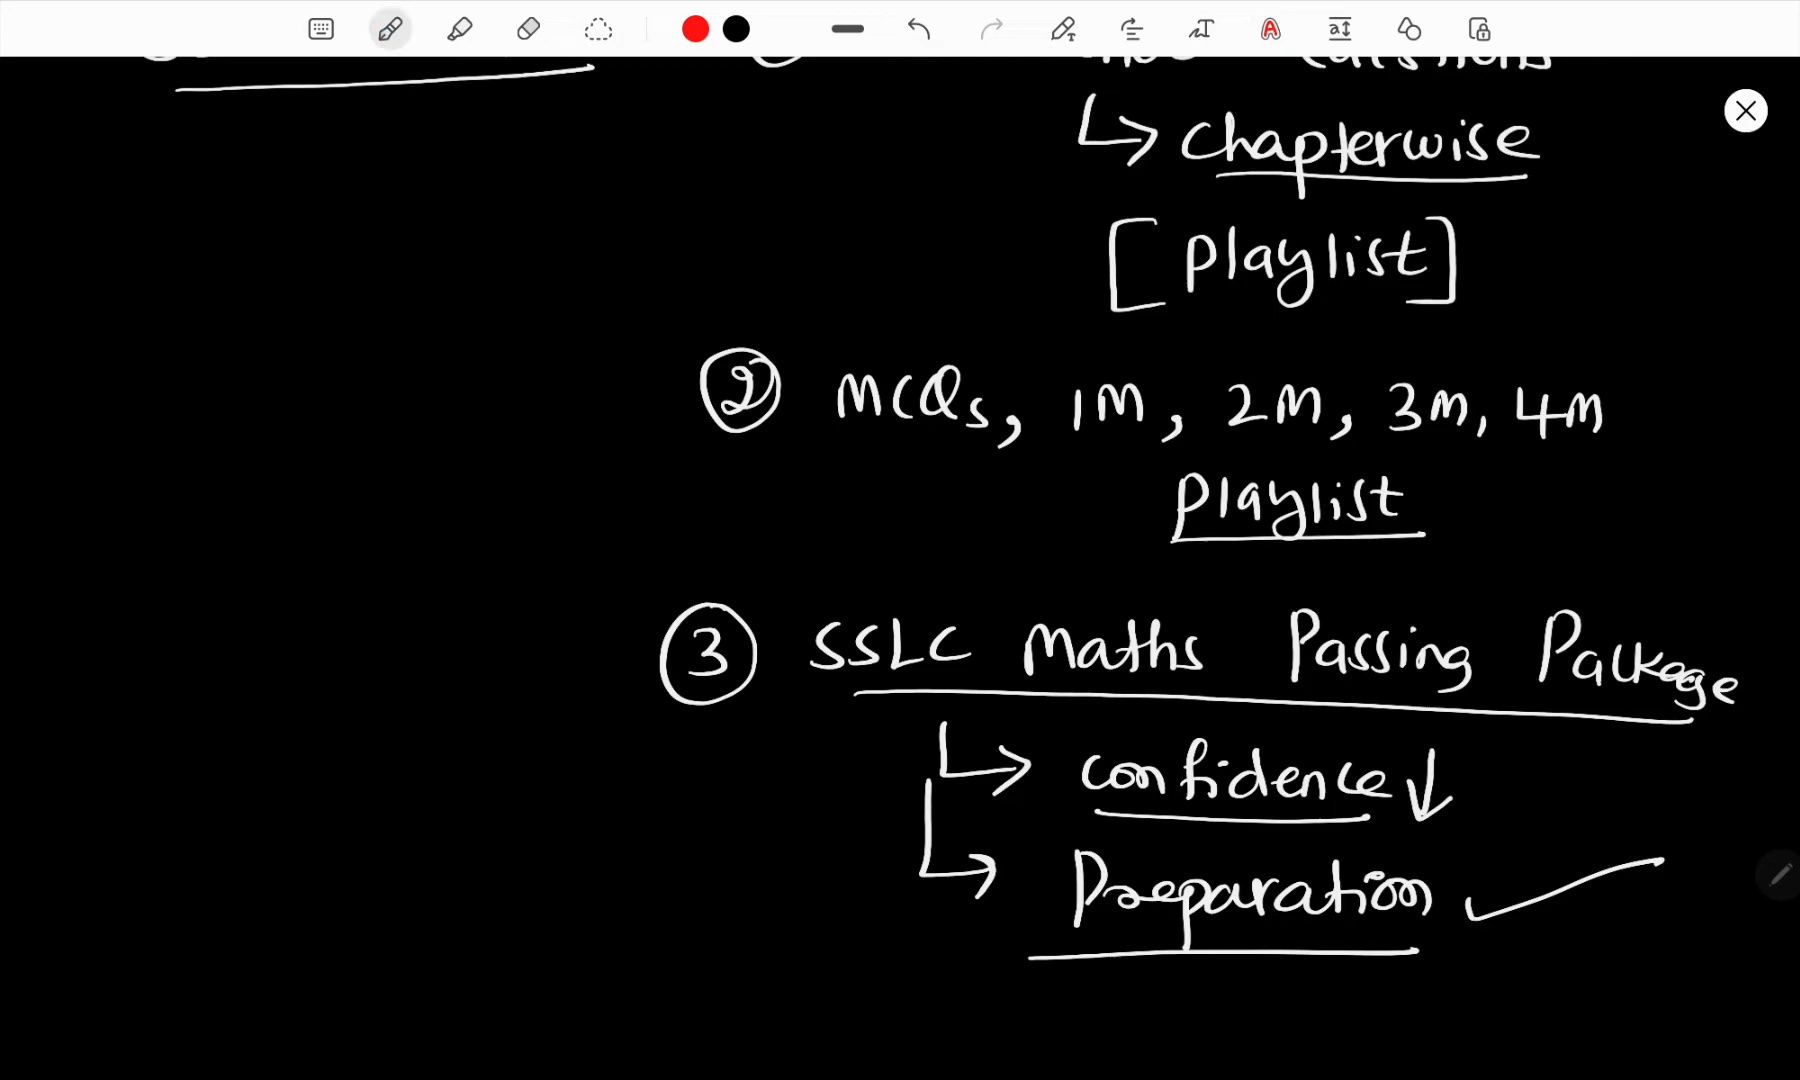 ↳ Chapterwise
[Playlist]
② MCQs, 1M, 2M, 3M, 4M
Playlist
③ SSLC Maths Passing Package
↳ confidence ↓
↳ Preparation ✓